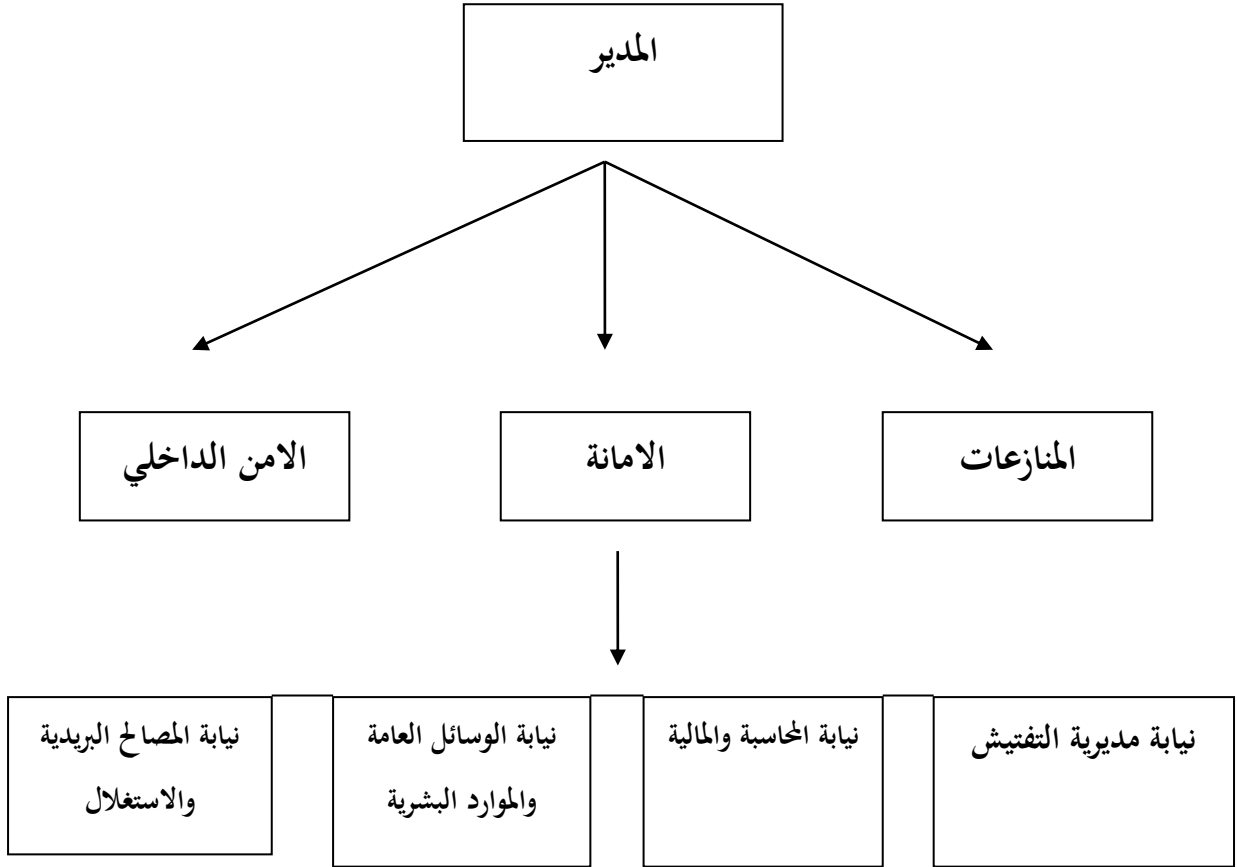 المدير
المنازعات
الامانة
الامن الداخلي
نيابة مديرية التفتيش
نيابة المحاسبة والمالية
نيابة الوسائل العامة
والموارد البشرية
نيابة المصالح البريدية
والاستغلال